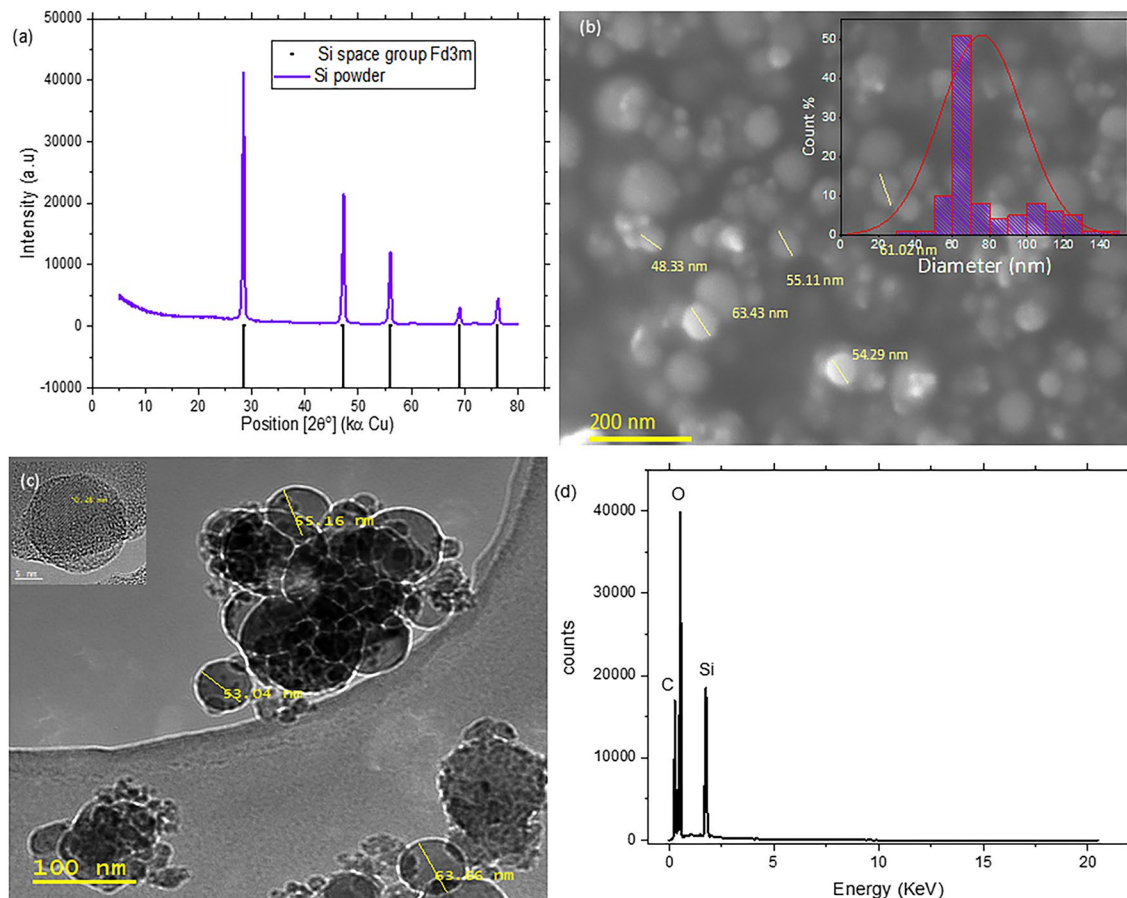 (a)
Si space group Fd3m
Si powder
50000
40000
30000
20000
10000
0
-10000
0 10 20 30 40 50 60 70 80
Intensity (a.u)
Position [2θ°] (kα Cu)
(b)
50
40
30
20
10
0
0 20 40 60 80 100 120 140
Count %
Diameter (nm)
61.02 nm
48.33 nm
55.11 nm
63.43 nm
54.29 nm
200 nm
(c)
5 nm
55.16 nm
53.04 nm
63.66 nm
100 nm
(d)
O
C
Si
40000
30000
20000
10000
0
0 5 10 15 20
counts
Energy (KeV)